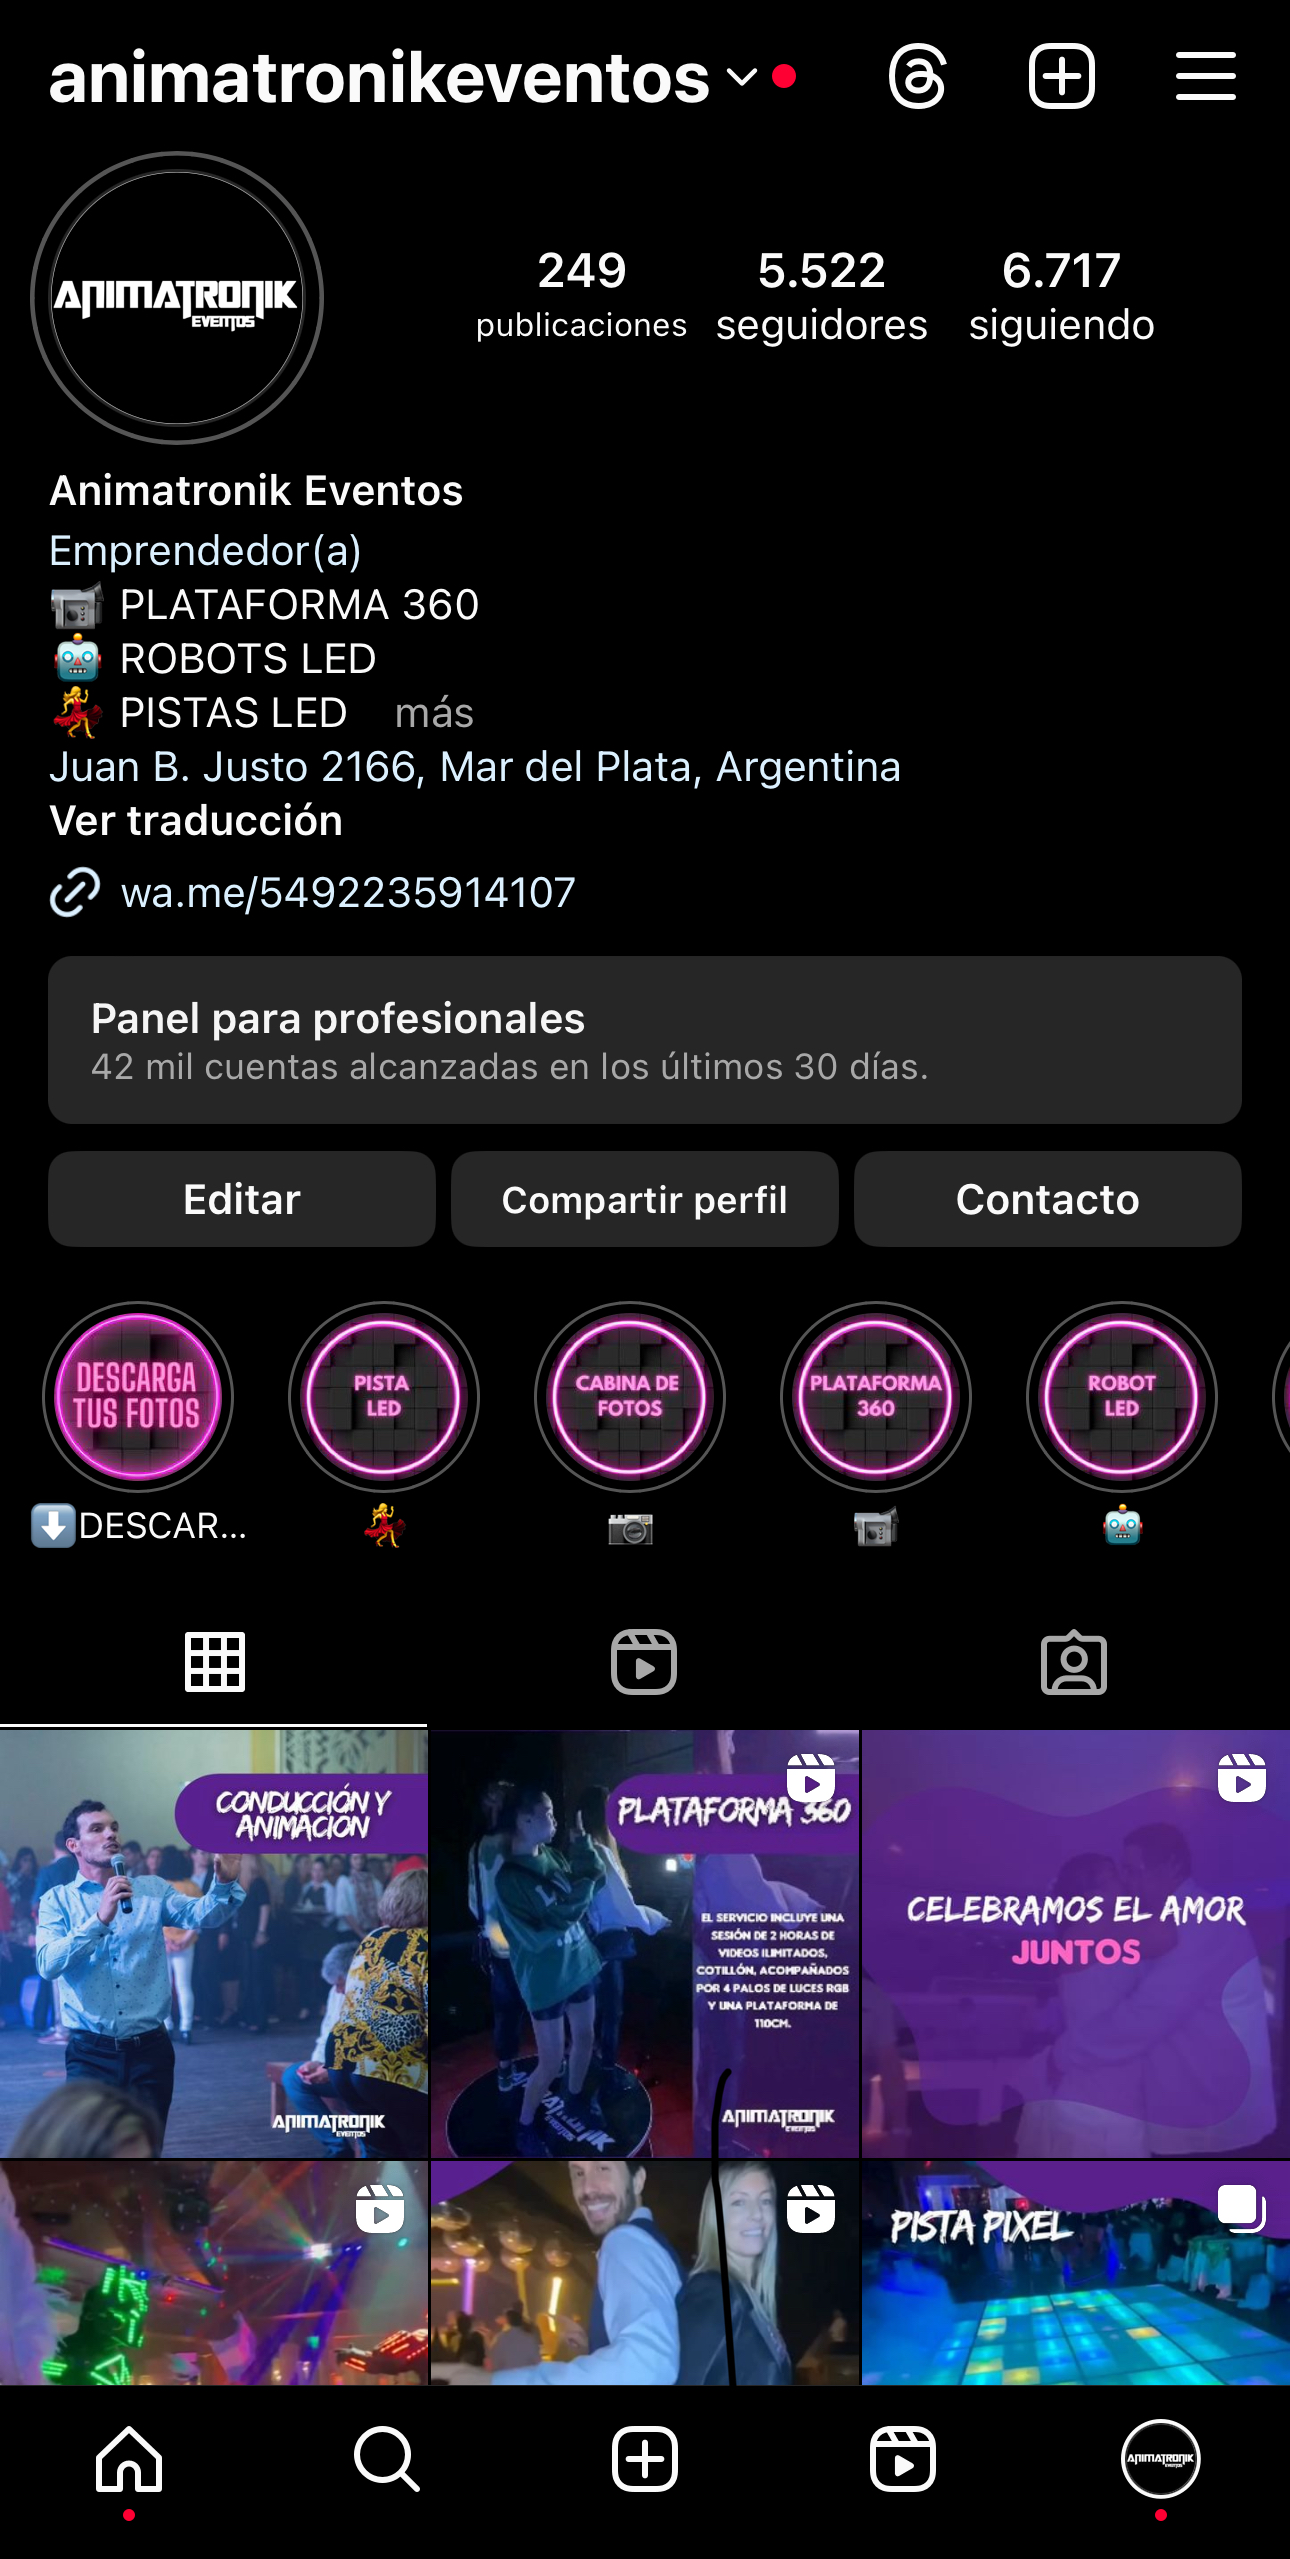 animatronikeventos
ANIMATRONIK
EVENTOS
249
publicaciones
5.522
seguidores
6.717
siguiendo
Animatronik Eventos
Emprendedor(a)
PLATAFORMA 360
ROBOTS LED
PISTAS LED más
Juan B. Justo 2166, Mar del Plata, Argentina
Ver traducción
wa.me/5492235914107
Panel para profesionales
42 mil cuentas alcanzadas en los últimos 30 días.
Editar
Compartir perfil
Contacto
DESCARGA
TUS FOTOS
PISTA
LED
CABINA DE
FOTOS
PLATAFORMA
360
ROBOT
LED
DESCAR...
CONDUCCIÓN Y
ANIMACIÓN
ANIMATRONIK
EVENTOS
PLATAFORMA 360
EL SERVICIO INCLUYE UNA
SESIÓN DE 2 HORAS DE
VIDEOS ILIMITADOS,
COTILLÓN, ACOMPAÑADOS
POR 4 PALOS DE LUCES RGB
Y UNA PLATAFORMA DE
110CM.
ANIMATRONIK
EVENTOS
CELEBRAMOS EL AMOR
JUNTOS
PISTA PIXEL
ANIMATRONIK